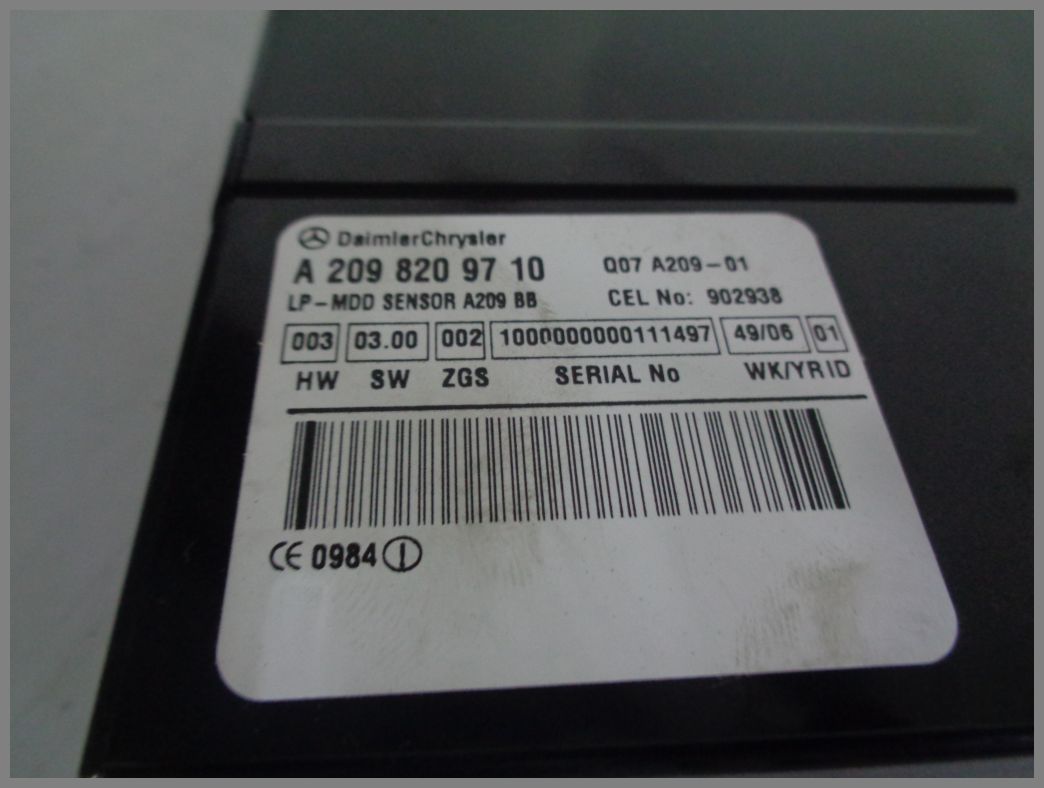 DaimlerChrysler
A 209 820 97 10 Q07 A209-01
LP-MDD SENSOR A209 BB CEL No: 902938
003 03.00 002 1000000000111497 49/06 01
HW SW ZGS SERIAL No WK/YR ID
CE 0984